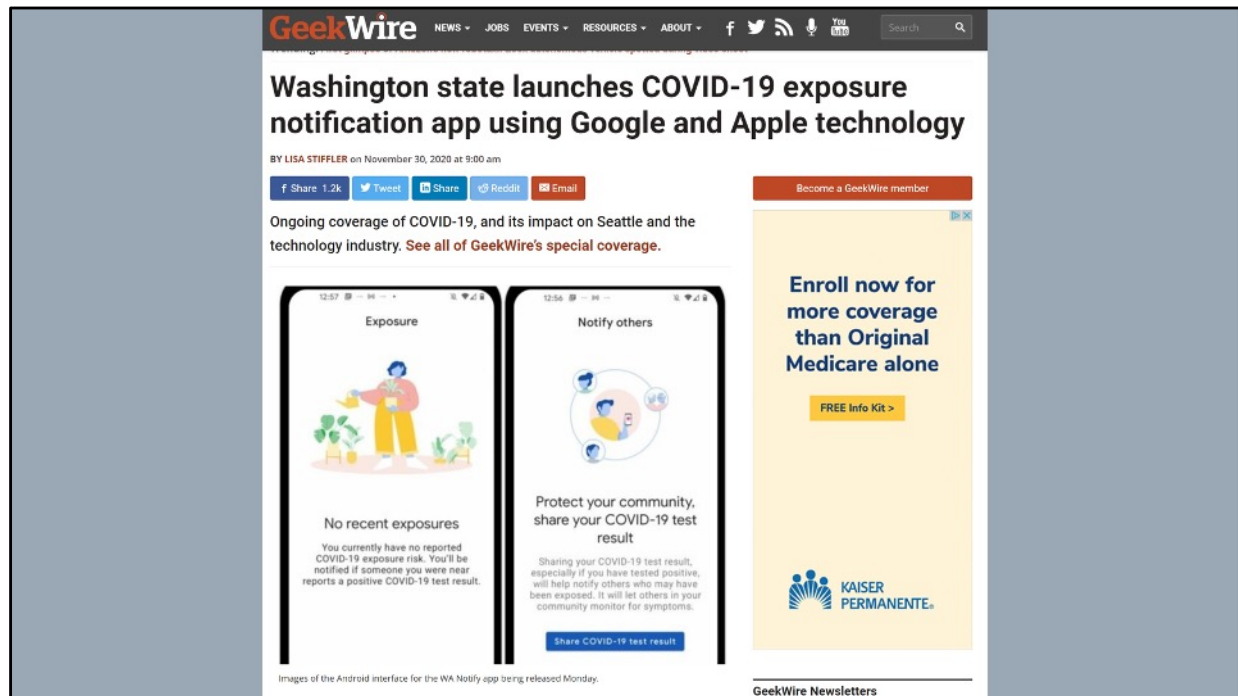 GeekWire NEWS JOBS EVENTS RESOURCES ABOUT You Tube Search
Washington state launches COVID-19 exposure
notification app using Google and Apple technology
BY LISA STIFFLER on November 30, 2020 at 9:00 am
Share 1.2k Tweet Share Reddit Email
Become a GeekWire member
Ongoing coverage of COVID-19, and its impact on Seattle and the
technology industry. See all of GeekWire's special coverage.
12:57
Exposure
No recent exposures
You currently have no reported
COVID-19 exposure risk. You'll be
notified if someone you were near
reports a positive COVID-19 test result.
12:56
Notify others
Protect your community,
share your COVID-19 test
result
Sharing your COVID-19 test result,
especially if you have tested positive,
will help notify others who may have
been exposed. It will let others in your
community monitor for symptoms.
Share COVID-19 test result
Images of the Android interface for the WA Notify app being released Monday.
Enroll now for
more coverage
than Original
Medicare alone
FREE Info Kit >
KAISER
PERMANENTE®
GeekWire Newsletters